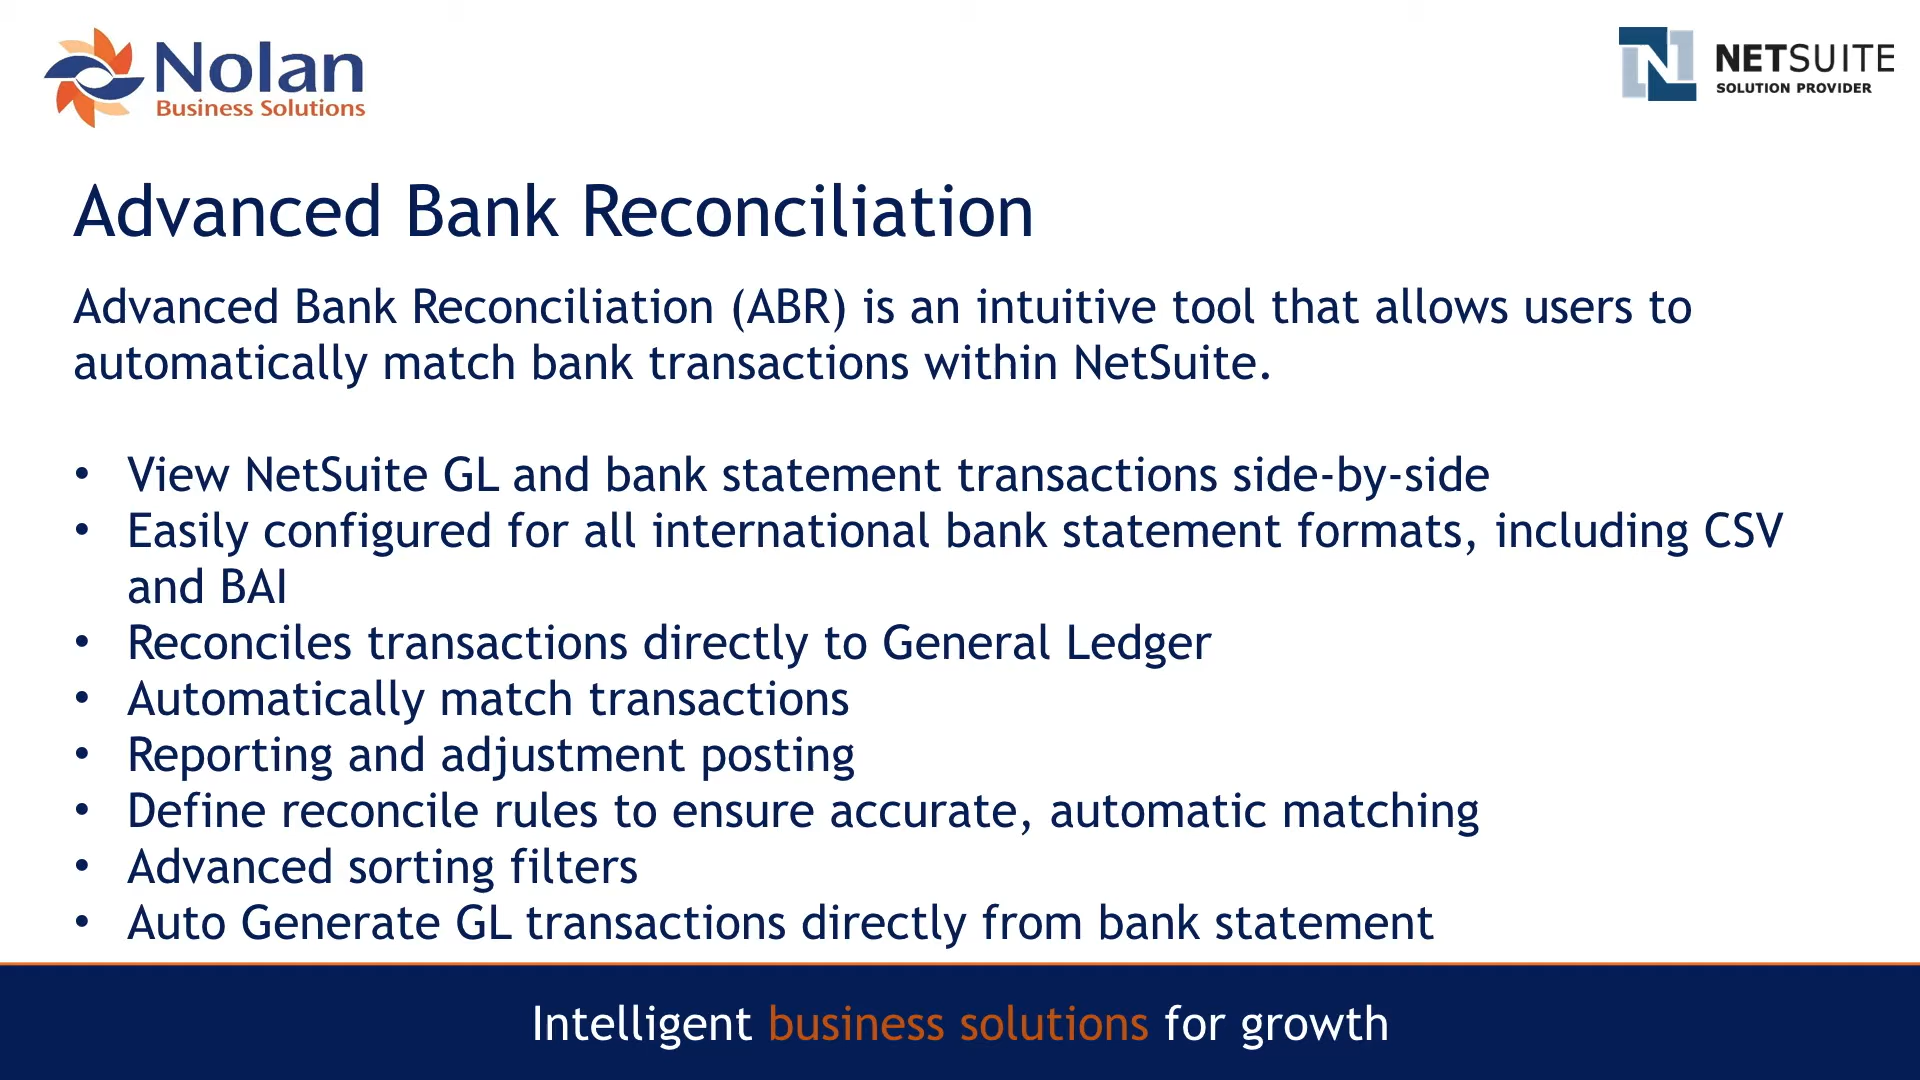 Nolan
Business Solutions
NETSUITE
SOLUTION PROVIDER
Advanced Bank Reconciliation
Advanced Bank Reconciliation (ABR) is an intuitive tool that allows users to
automatically match bank transactions within NetSuite.
• View NetSuite GL and bank statement transactions side-by-side
• Easily configured for all international bank statement formats, including CSV
and BAI
• Reconciles transactions directly to General Ledger
• Automatically match transactions
• Reporting and adjustment posting
• Define reconcile rules to ensure accurate, automatic matching
• Advanced sorting filters
• Auto Generate GL transactions directly from bank statement
Intelligent business solutions for growth